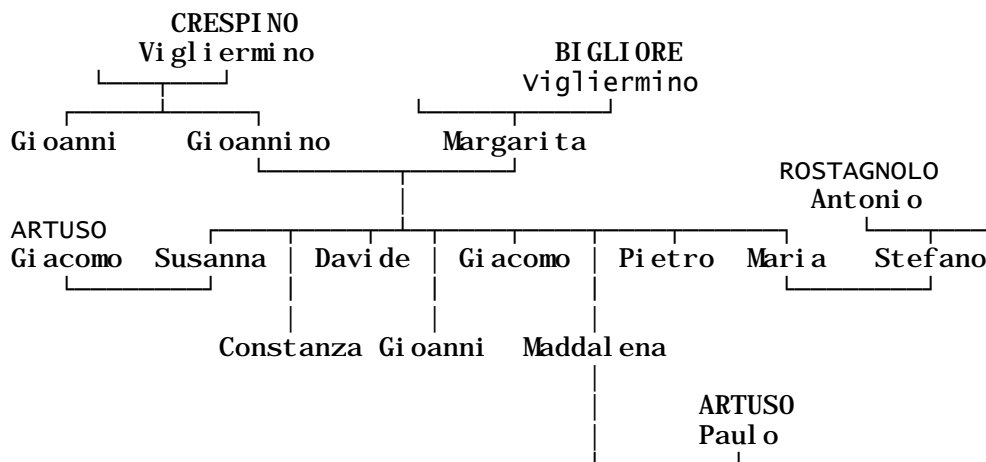 CRESPINO
Vigliermino BIGLIORE
Vigliermino
Gioanni Gioannino Margarita
ROSTAGNOLO
Antonio
ARTUSO
Giacomo Susanna Davide Giacomo Pietro Maria Stefano
Constanza Gioanni Maddalena
ARTUSO
Paulo